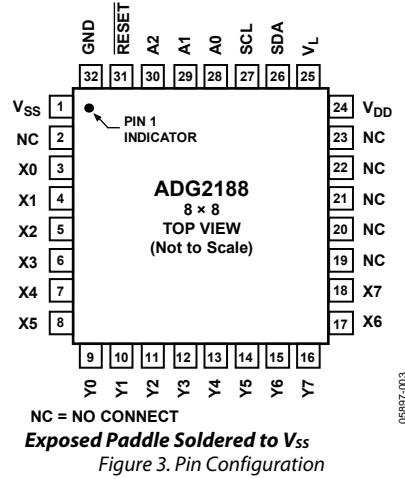 GND
RESET
A2
A1
A0
SCL
SDA
VL
32 31 30 29 28 27 26 25
VSS 1
NC 2
X0 3
X1 4
X2 5
X3 6
X4 7
X5 8
PIN 1
INDICATOR
ADG2188
8 × 8
TOP VIEW
(Not to Scale)
24 VDD
23 NC
22 NC
21 NC
20 NC
19 NC
18 X7
17 X6
9 10 11 12 13 14 15 16
Y0
Y1
Y2
Y3
Y4
Y5
Y6
Y7
NC = NO CONNECT
Exposed Paddle Soldered to VSS
Figure 3. Pin Configuration
05897-003